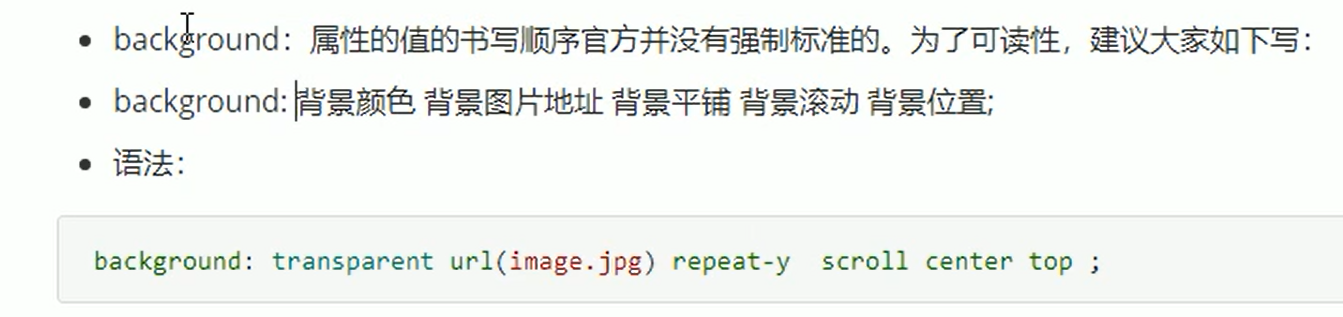 background：属性的值的书写顺序官方并没有强制标准的。为了可读性，建议大家如下写：
background: 背景颜色 背景图片地址 背景平铺 背景滚动 背景位置;
语法：
background: transparent url(image.jpg) repeat-y  scroll center top ;